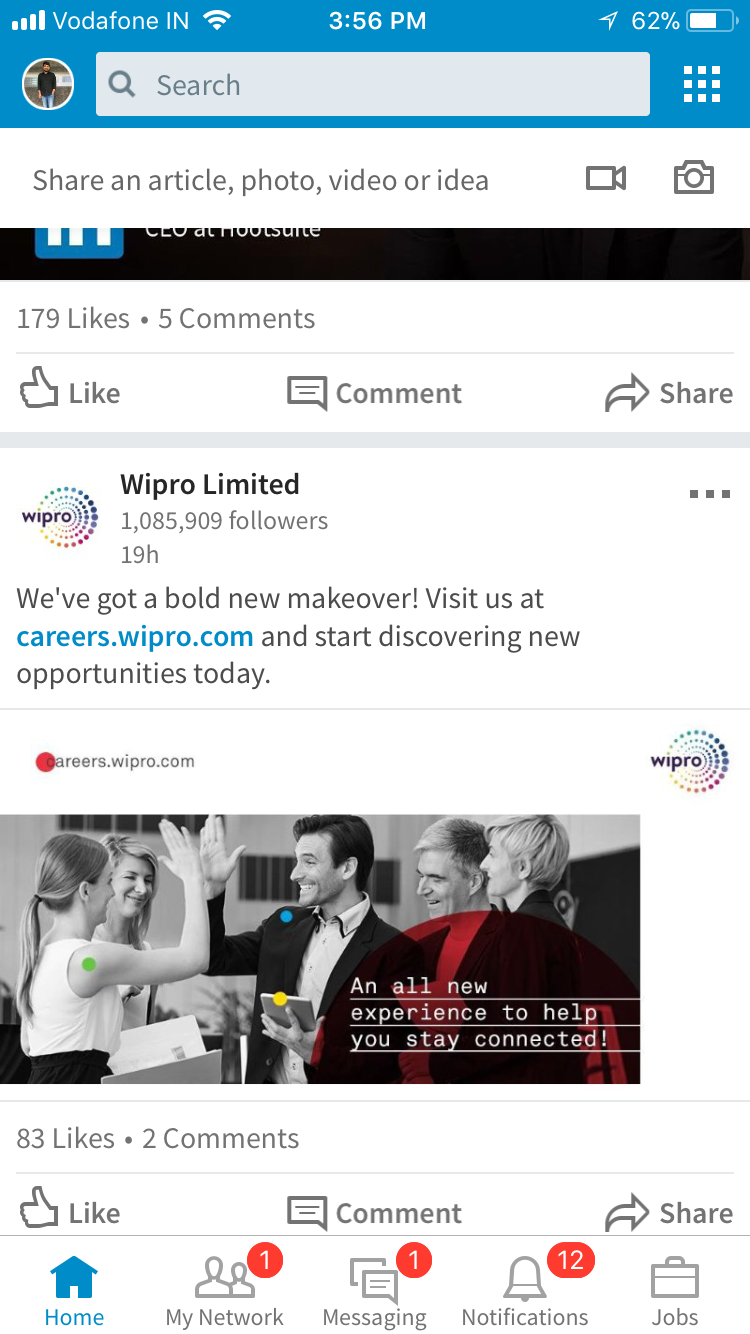 Vodafone IN 3:56 PM 62%
Search
Share an article, photo, video or idea
CEO at Hootsuite
179 Likes • 5 Comments
Like Comment Share
Wipro Limited
wipro
1,085,909 followers
19h
We've got a bold new makeover! Visit us at
careers.wipro.com and start discovering new
opportunities today.
careers.wipro.com
wipro
An all new
experience to help
you stay connected!
83 Likes • 2 Comments
Like Comment Share
1 1 12
Home My Network Messaging Notifications Jobs